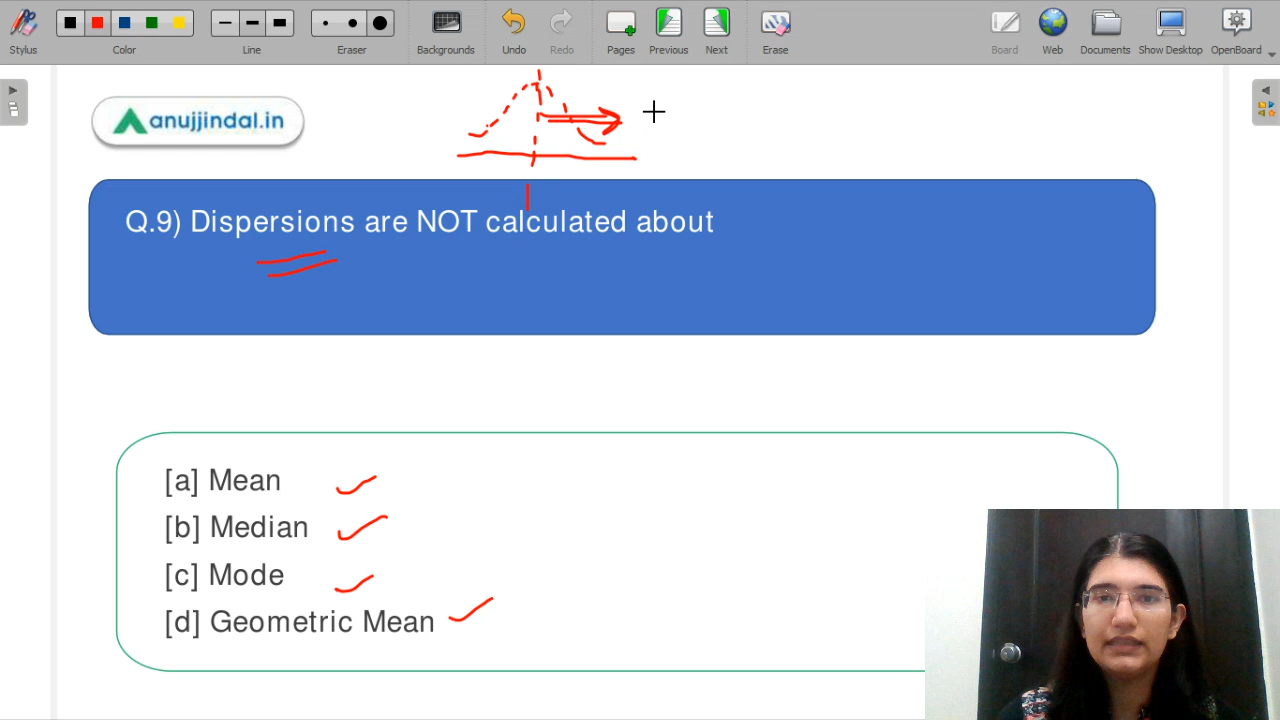 Stylus Color Line Eraser Backgrounds Undo Redo Pages Previous Next Erase Board Web Documents Show Desktop OpenBoard
anujjindal.in
Q.9) Dispersions are NOT calculated about
[a] Mean
[b] Median
[c] Mode
[d] Geometric Mean